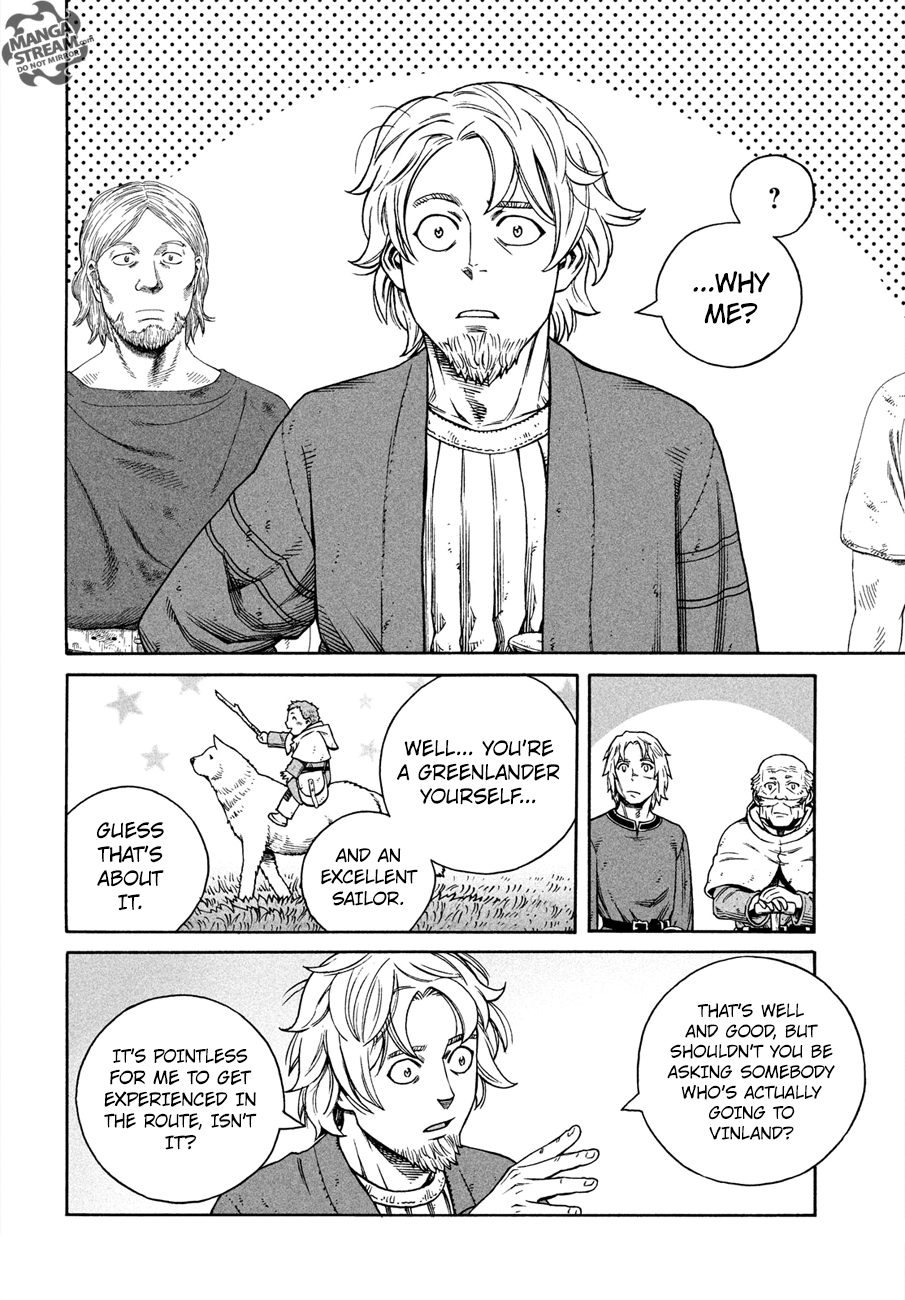 MANGA
STREAM.com
DO NOT MIRROR
?
...WHY
ME?
WELL... YOU'RE
A GREENLANDER
YOURSELF...
AND AN
EXCELLENT
SAILOR.
GUESS
THAT'S
ABOUT
IT.
THAT'S WELL
AND GOOD, BUT
SHOULDN'T YOU BE
ASKING SOMEBODY
WHO'S ACTUALLY
GOING TO
VINLAND?
IT'S POINTLESS
FOR ME TO GET
EXPERIENCED IN
THE ROUTE, ISN'T
IT?